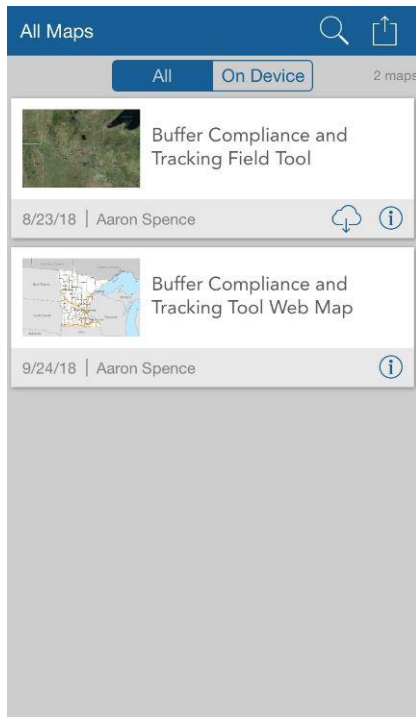 All Maps
All On Device 2 maps
Buffer Compliance and
Tracking Field Tool
8/23/18 | Aaron Spence
Buffer Compliance and
Tracking Tool Web Map
9/24/18 | Aaron Spence